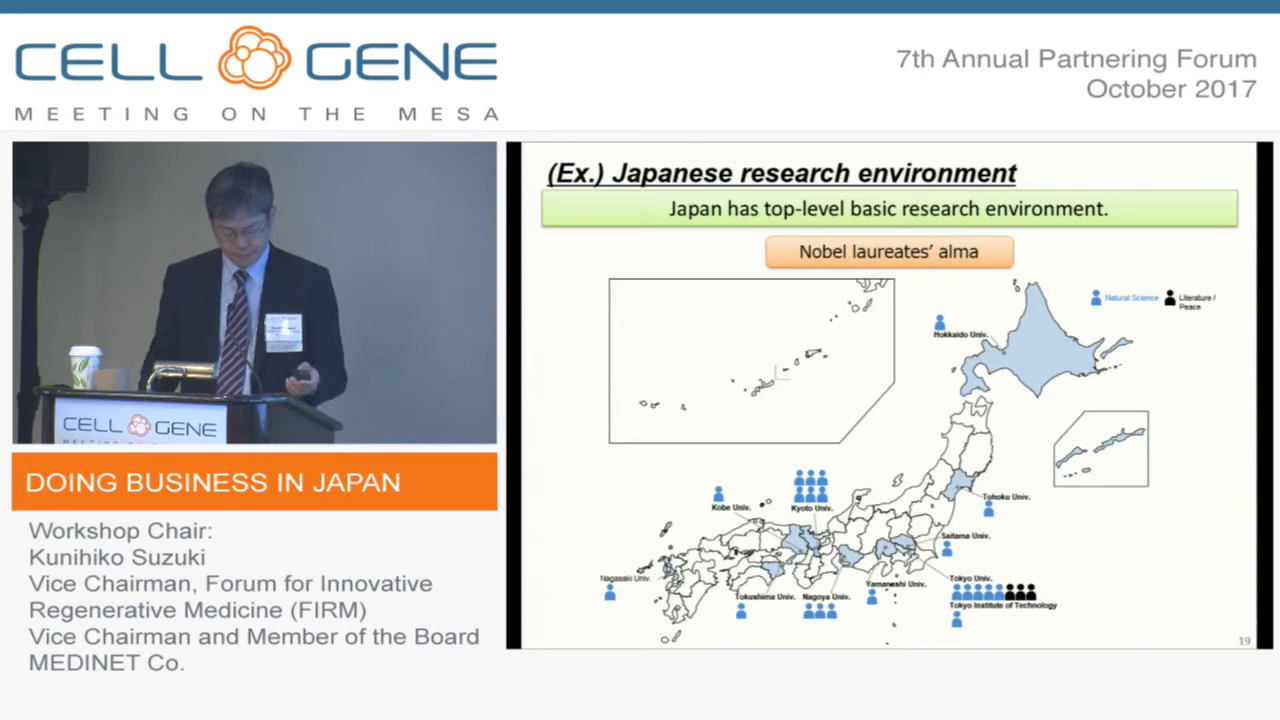 CELL GENE
MEETING ON THE MESA
7th Annual Partnering Forum
October 2017
CELL GENE
DOING BUSINESS IN JAPAN
Workshop Chair:
Kunihiko Suzuki
Vice Chairman, Forum for Innovative
Regenerative Medicine (FIRM)
Vice Chairman and Member of the Board
MEDINET Co.
(Ex.) Japanese research environment
Japan has top-level basic research environment.
Nobel laureates' alma
Natural Science
Literature /
Peace
Hokkaido Univ.
Tohoku Univ.
Kobe Univ.
Kyoto Univ.
Saitama Univ.
Nagasaki Univ.
Tokushima Univ.
Nagoya Univ.
Yamanashi Univ.
Tokyo Univ.
Tokyo Institute of Technology
19